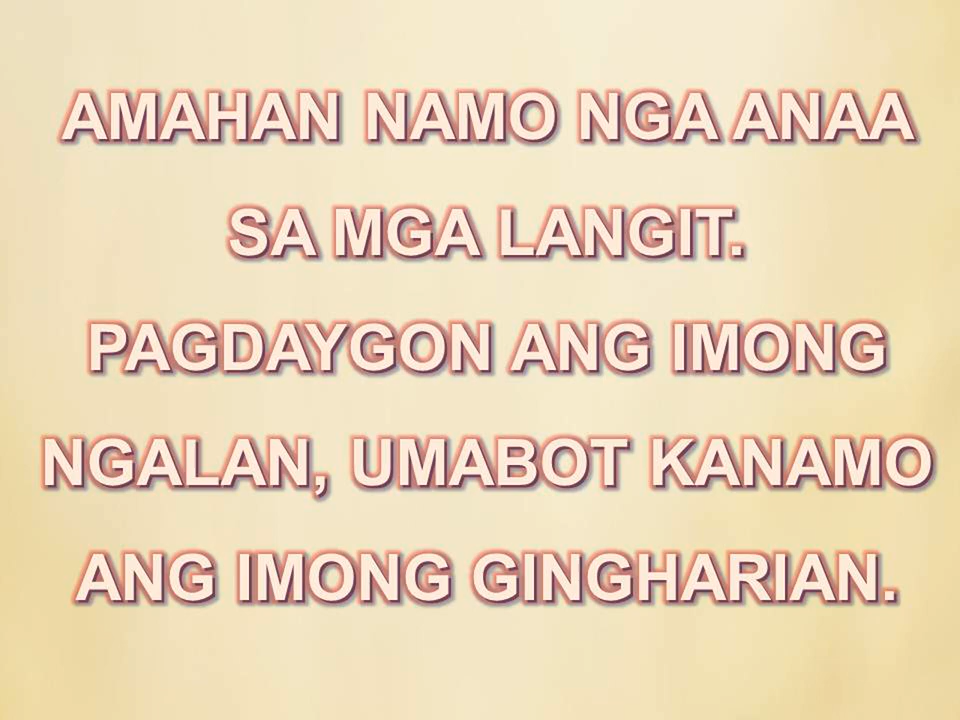 AMAHAN NAMO NGA ANAA
SA MGA LANGIT.
PAGDAYGON ANG IMONG
NGALAN, UMABOT KANAMO
ANG IMONG GINGHARIAN.